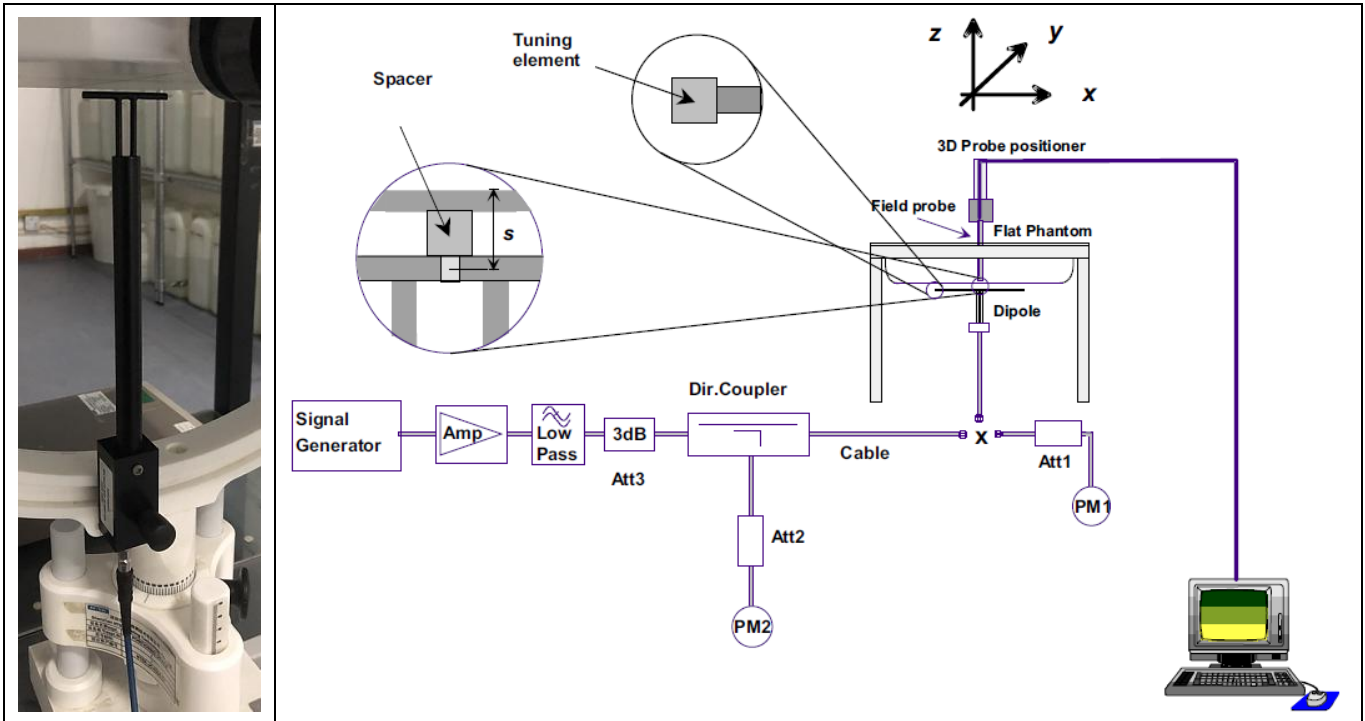 Tuning
element
Spacer
s
z
y
x
3D Probe positioner
Field probe
Flat Phantom
Dipole
Dir.Coupler
Signal
Generator
Amp
Low
Pass
3dB
Att3
Cable
x
Att1
PM1
Att2
PM2